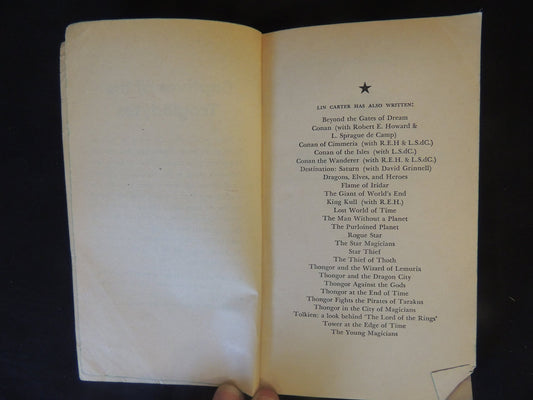 LIN CARTER HAS ALSO WRITTEN:
Beyond the Gates of Dream
Conan (with Robert E. Howard &
L. Sprague de Camp)
Conan of Cimmeria (with R.E.H & L.S.dC.)
Conan of the Isles (with L.S.dC.)
Conan the Wanderer (with R.E.H. & L.S.dC.)
Destination: Saturn (with David Grinnell)
Dragons, Elves, and Heroes
Flame of Iridar
The Giant of World's End
King Kull (with R.E.H.)
Lost World of Time
The Man Without a Planet
The Purloined Planet
Rogue Star
The Star Magicians
Star Thief
The Thief of Thoth
Thongor and the Wizard of Lemuria
Thongor and the Dragon City
Thongor Against the Gods
Thongor at the End of Time
Thongor Fights the Pirates of Tarakus
Thongor in the City of Magicians
Tolkien: a look behind 'The Lord of the Rings'
Tower at the Edge of Time
The Young Magicians